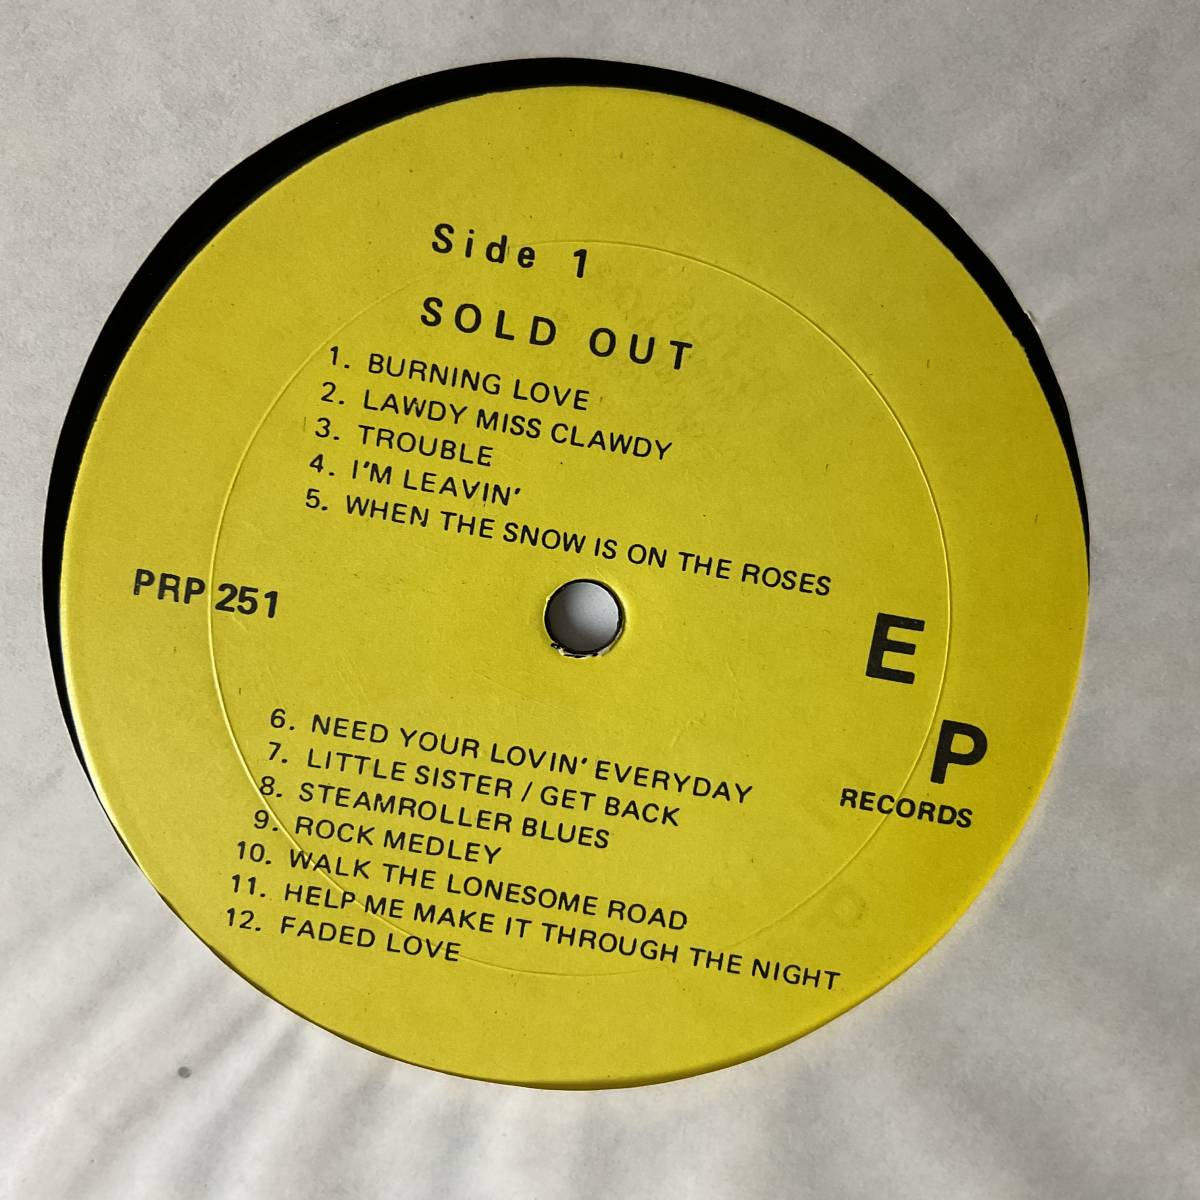 Side 1
SOLD OUT
1. BURNING LOVE
2. LAWDY MISS CLAWDY
3. TROUBLE
4. I'M LEAVIN'
5. WHEN THE SNOW IS ON THE ROSES
PRP 251
E
P
RECORDS
6. NEED YOUR LOVIN' EVERYDAY
7. LITTLE SISTER / GET BACK
8. STEAMROLLER BLUES
9. ROCK MEDLEY
10. WALK THE LONESOME ROAD
11. HELP ME MAKE IT THROUGH THE NIGHT
12. FADED LOVE